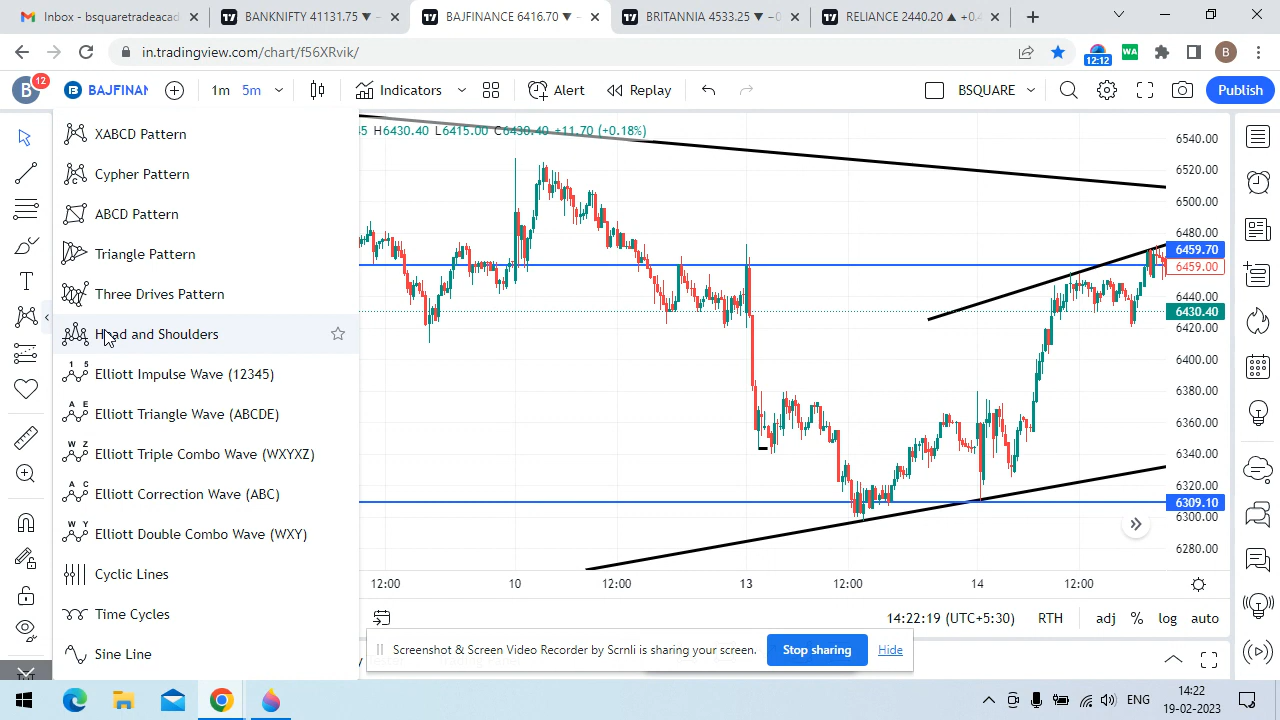 Inbox - bsquaretradeacad
BANKNIFTY 41131.75 ▼ −
BAJFINANCE 6416.70 ▼ −
RELIANCE 2440.20 ▲ +0.
in.tradingview.com/chart/f56XRvik/
12:12
WA
B
B
12
BAJFINAN
1m
5m
Indicators
Alert
Replay
BSQUARE
Publish
H6430.40 L6415.00 C6430.40 +11.70 (+0.18%)
XABCD Pattern
Cypher Pattern
ABCD Pattern
Triangle Pattern
Three Drives Pattern
Head and Shoulders
Elliott Impulse Wave (12345)
Elliott Triangle Wave (ABCDE)
Elliott Triple Combo Wave (WXYXZ)
Elliott Correction Wave (ABC)
Elliott Double Combo Wave (WXY)
Cyclic Lines
Time Cycles
Sine Line
6540.00
6520.00
6500.00
6480.00
6459.70
6459.00
6440.00
6430.40
6420.00
6400.00
6380.00
6360.00
6340.00
6320.00
6309.10
6300.00
6280.00
12:00
10
12:00
13
12:00
14
12:00
14:22:19 (UTC+5:30)
RTH
adj
%
log
auto
Screenshot & Screen Video Recorder by Scrnli is sharing your screen.
Stop sharing
Hide
ENG
14:22
19-02-2023